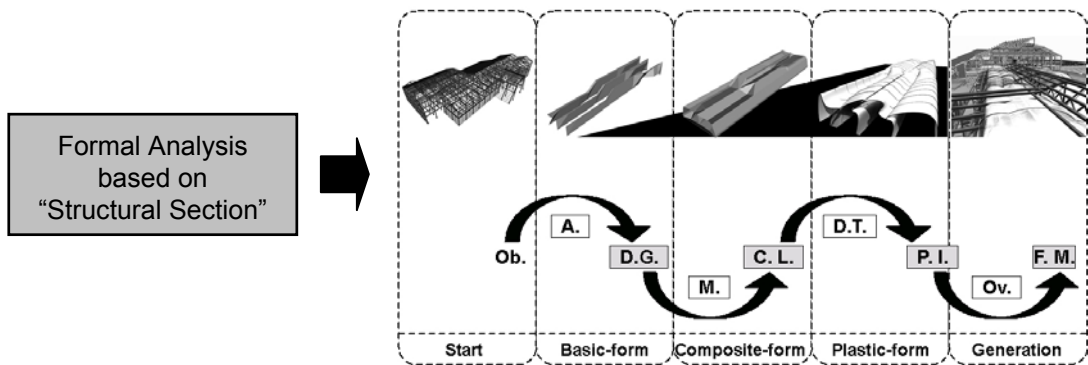 Formal Analysis
based on
“Structural Section”
A.
D.T.
Ob.
D.G.
C. L.
P. I.
F. M.
M.
Ov.
Start
Basic-form
Composite-form
Plastic-form
Generation